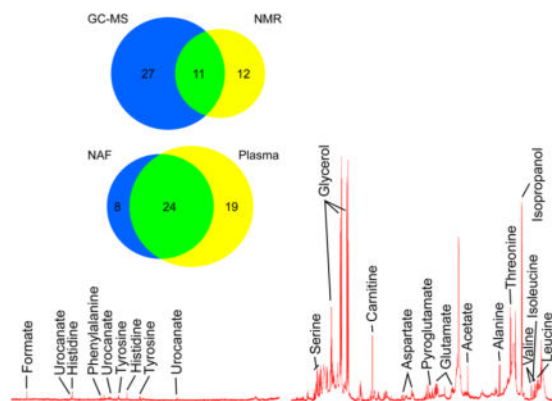 GC-MS
NMR
27
11
12
NAF
Plasma
8
24
19
Formate
Urocanate
Histidine
Phenylalanine
Urocanate
Tyrosine
Histidine
Tyrosine
Urocanate
Serine
Glycerol
Carnitine
Aspartate
Pyroglutamate
Glutamate
Acetate
Alanine
Threonine
Isopropanol
Valine
Isoleucine
Leucine